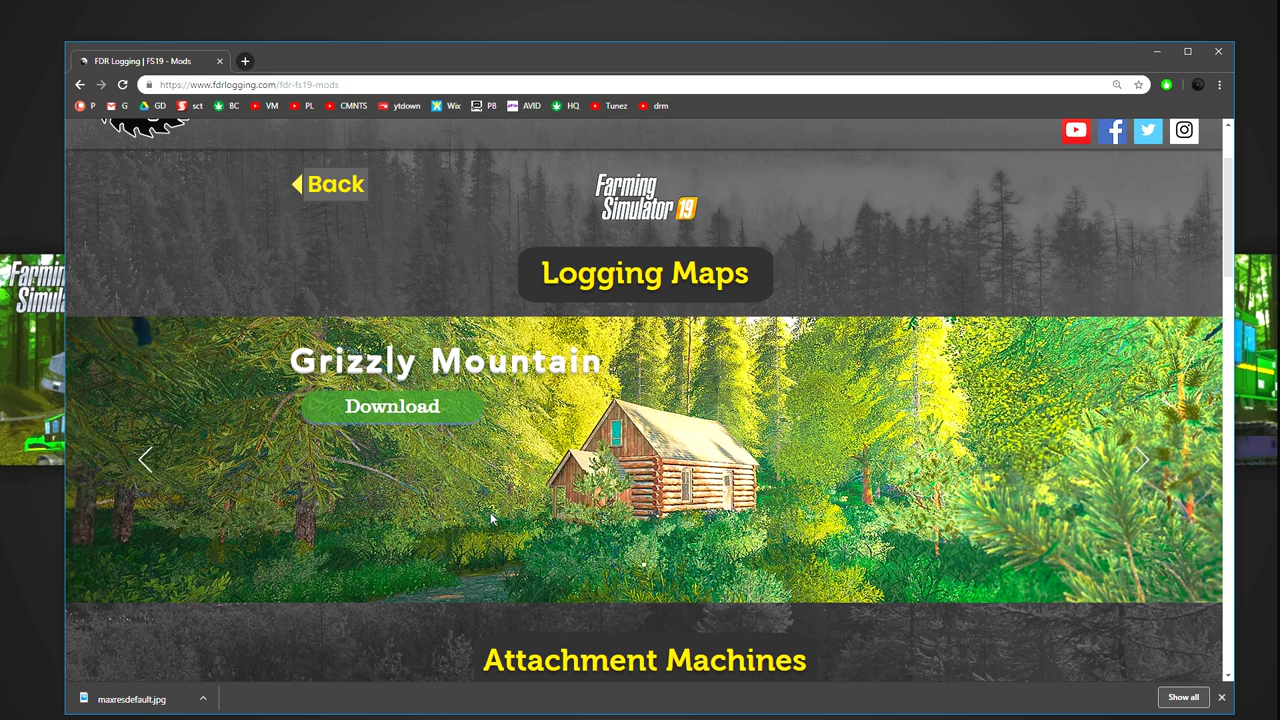 FDR Logging | FS19 - Mods
https://www.fdrlogging.com/fdr-fs19-mods
P G GD sct BC VM PL CMNTS ytdown Wix PB AVID HQ Tunez drm
Back
Farming
Simulator 19
Logging Maps
Farming
Simul
Grizzly Mountain
Download
Attachment Machines
maxresdefault.jpg
Show all